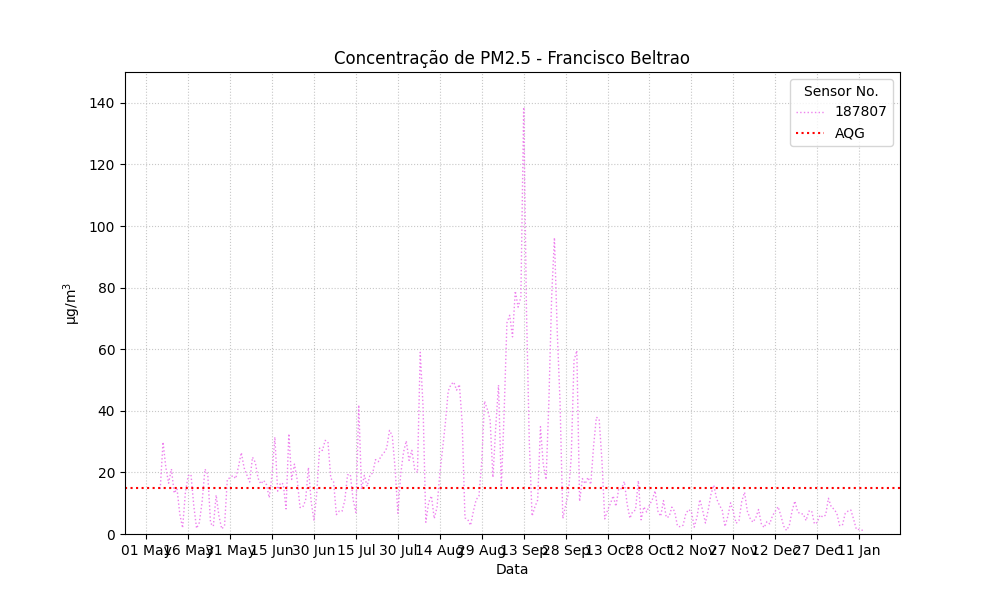 Concentração de PM2.5 - Francisco Beltrao
Sensor No.
187807
AQG
140
120
100
80
60
40
20
0
µg/m³
01 May 16 May 31 May 15 Jun 30 Jun 15 Jul 30 Jul 14 Aug 29 Aug 13 Sep 28 Sep 13 Oct 28 Oct 12 Nov 27 Nov 12 Dec 27 Dec 11 Jan
Data